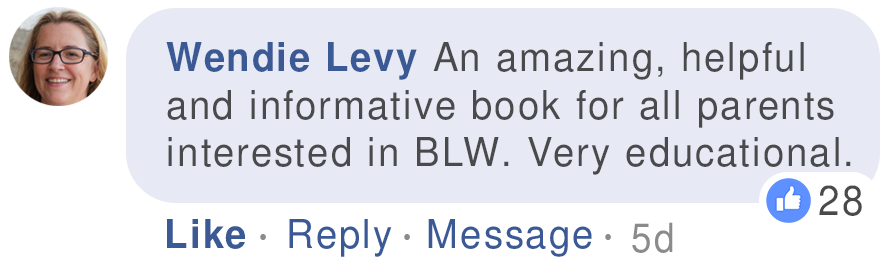 Wendie Levy An amazing, helpful
and informative book for all parents
interested in BLW. Very educational.
28
Like · Reply · Message · 5d